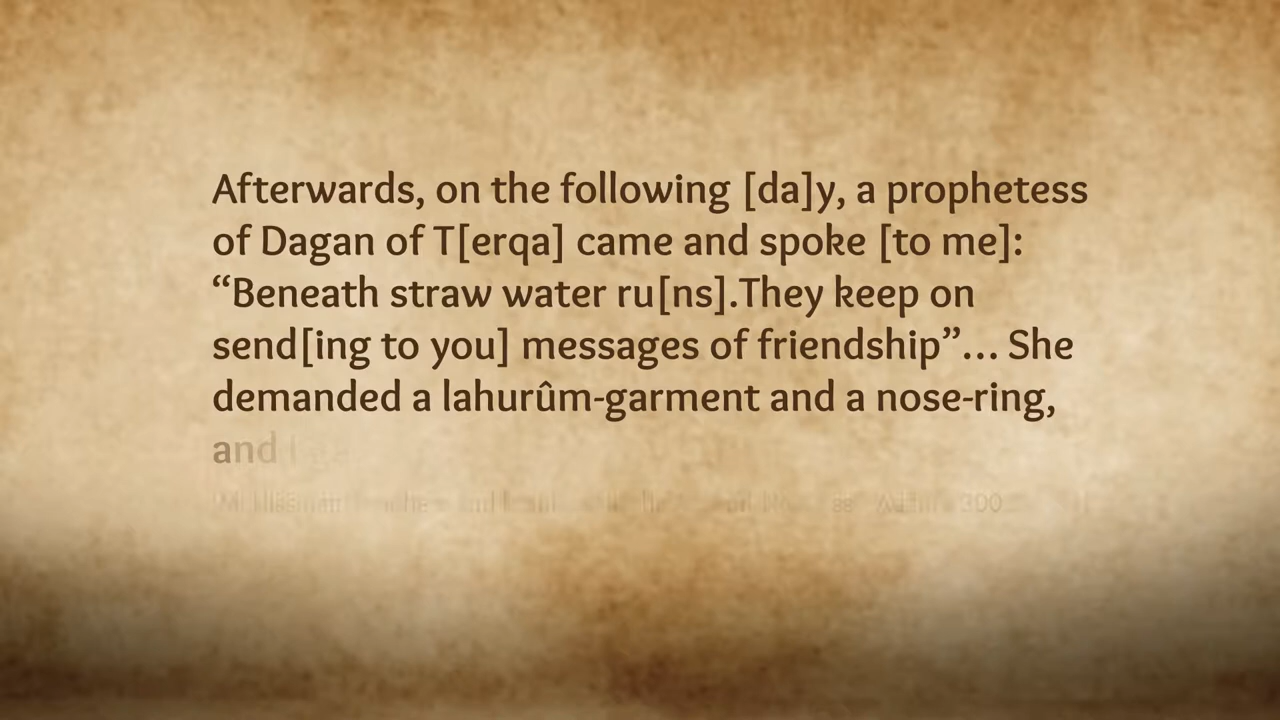 Afterwards, on the following [da]y, a prophetess
of Dagan of T[erqa] came and spoke [to me]:
“Beneath straw water ru[ns].They keep on
send[ing to you] messages of friendship”... She
demanded a lahurûm-garment and a nose-ring,
and I